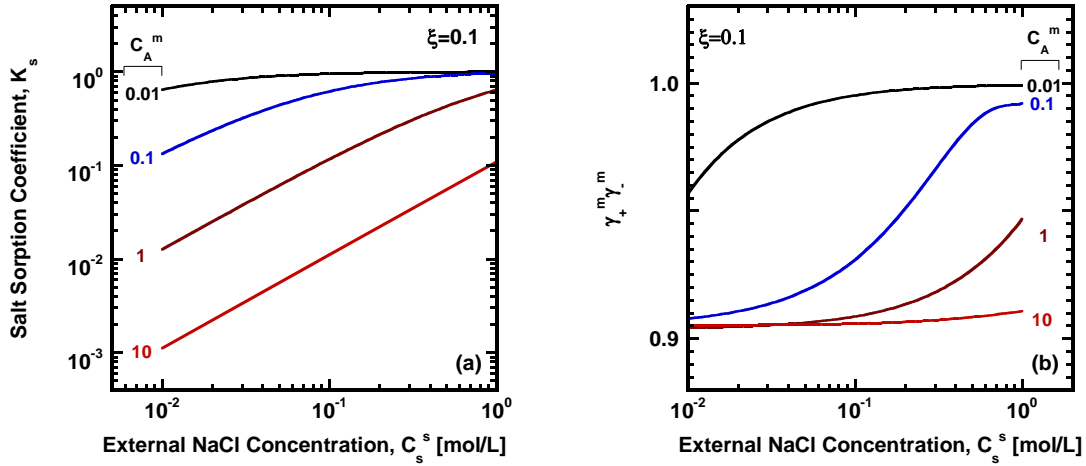 C_A^m
ξ=0.1
0.01
0.1
1
10
10^0
10^-1
10^-2
10^-3
Salt Sorption Coefficient, K_s
(a)
10^-2
10^-1
10^0
External NaCl Concentration, C_s^s [mol/L]
ξ=0.1
C_A^m
0.01
0.1
1
10
1.0
0.9
γ_+^m γ_-^m
(b)
10^-2
10^-1
10^0
External NaCl Concentration, C_s^s [mol/L]